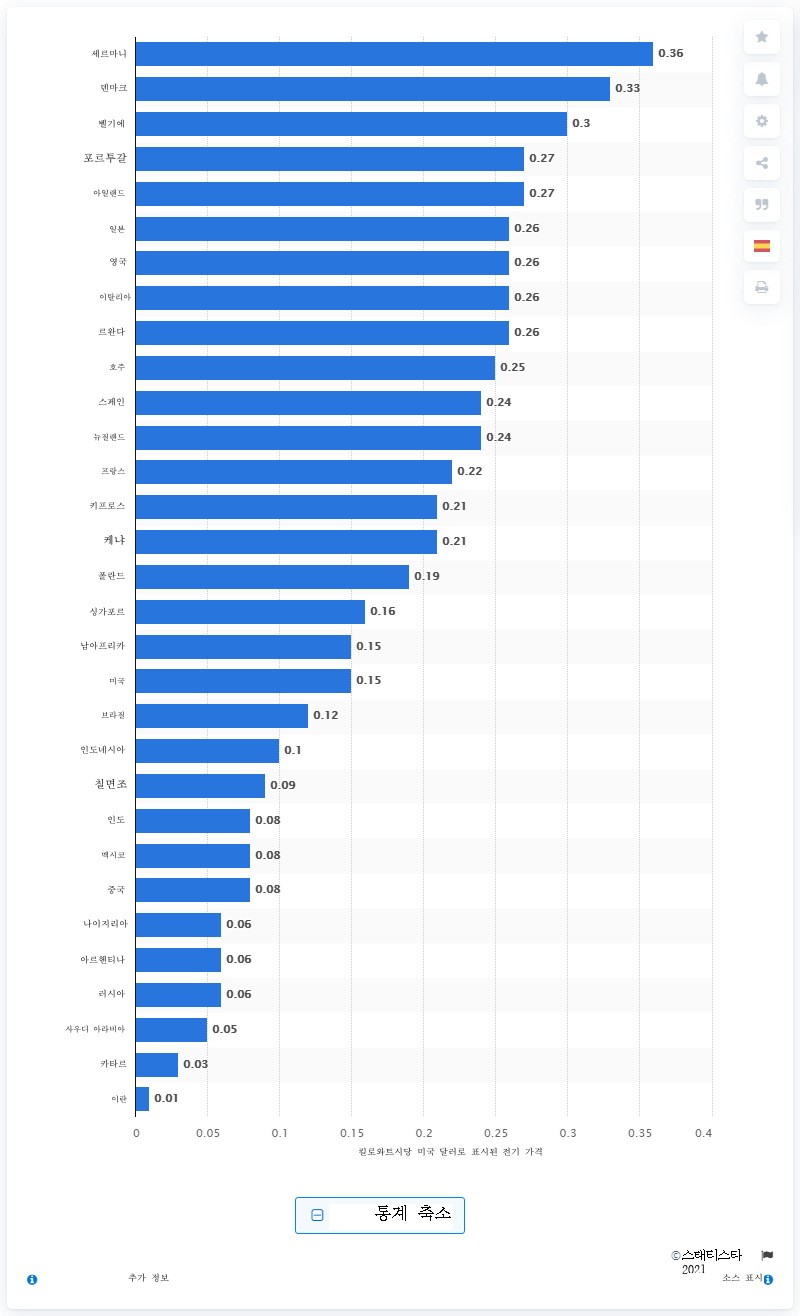 쎄르마니 0.36
덴마크 0.33
벨기에 0.3
포르투갈 0.27
아일랜드 0.27
일본 0.26
영국 0.26
이탈리아 0.26
르완다 0.26
호주 0.25
스페인 0.24
뉴질랜드 0.24
프랑스 0.22
키프로스 0.21
케냐 0.21
폴란드 0.19
싱가포르 0.16
남아프리카 0.15
미국 0.15
브라질 0.12
인도네시아 0.1
칠면조 0.09
인도 0.08
멕시코 0.08
중국 0.08
나이지리아 0.06
아르헨티나 0.06
러시아 0.06
사우디 아라비아 0.05
카타르 0.03
이란 0.01
0 0.05 0.1 0.15 0.2 0.25 0.3 0.35 0.4
킬로와트시당 미국 달러로 표시된 전기 가격
통계 축소
©스태티스타
2021
추가 정보 소스 표시